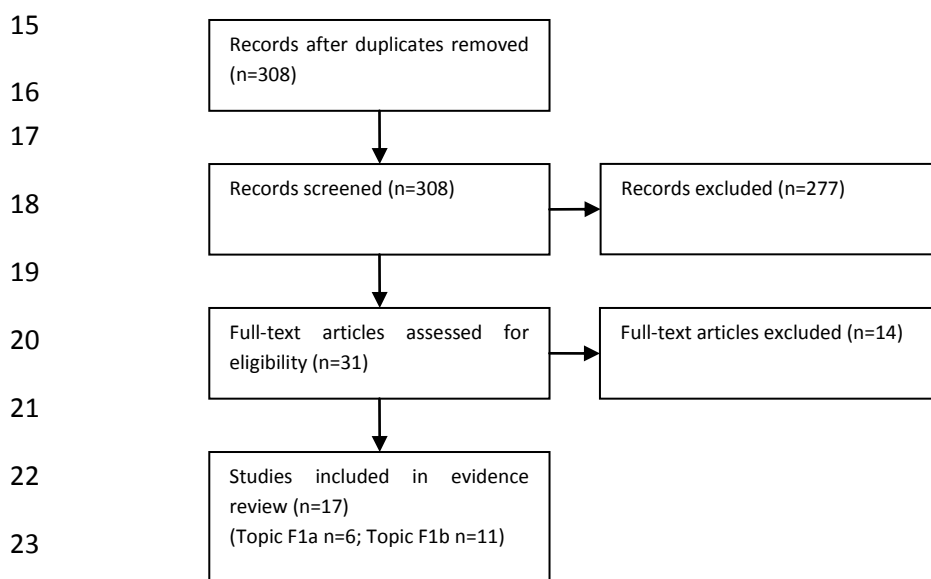 15
Records after duplicates removed
(n=308)
16
17
Records screened (n=308)
Records excluded (n=277)
18
19
Full-text articles assessed for
eligibility (n=31)
Full-text articles excluded (n=14)
20
21
Studies included in evidence
review (n=17)
(Topic F1a n=6; Topic F1b n=11)
22
23